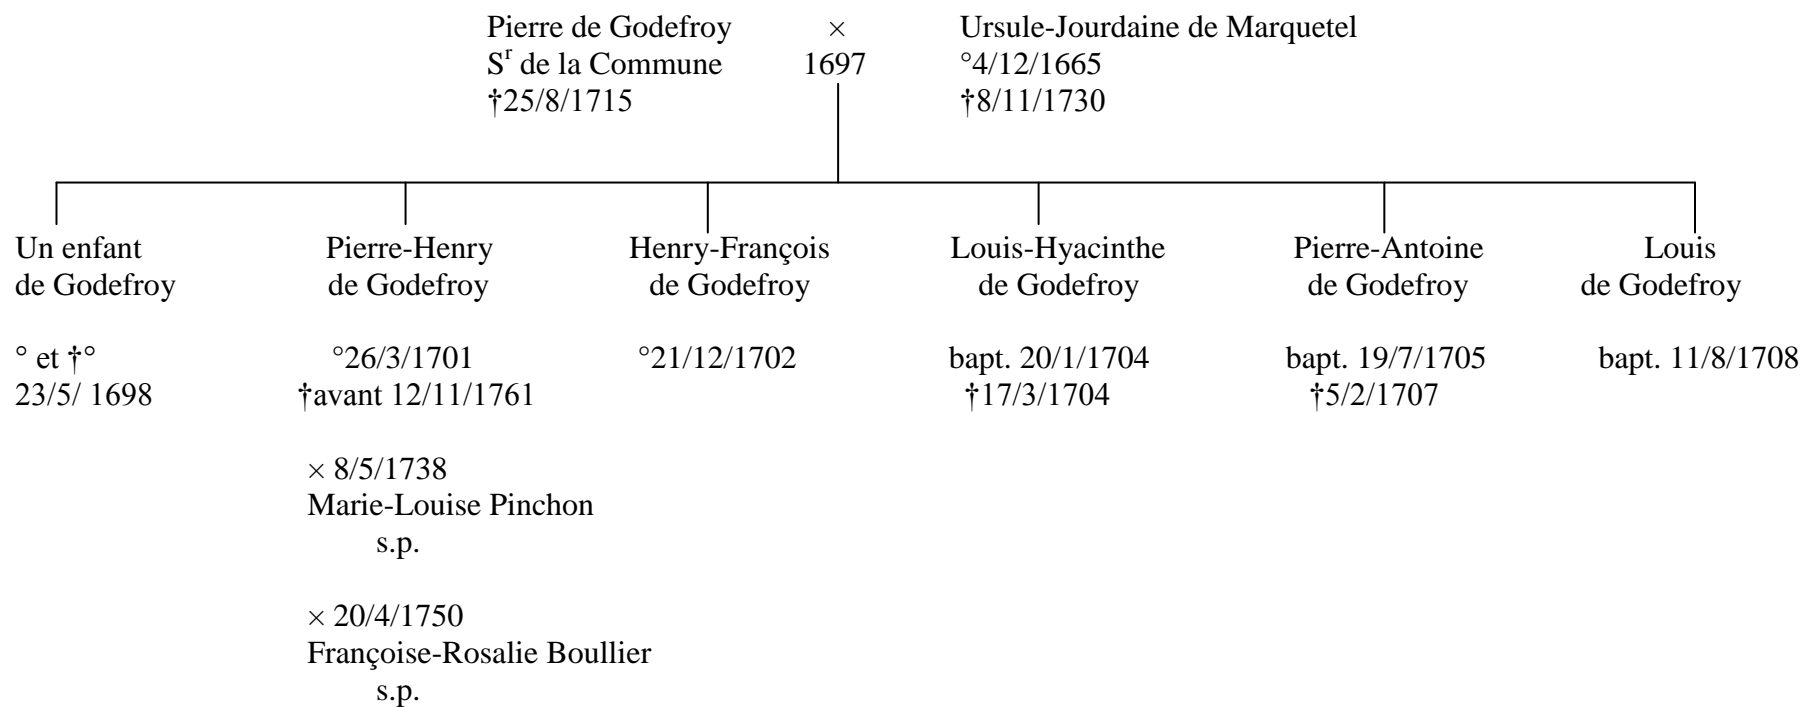 Pierre de Godefroy × Ursule-Jourdaine de Marquetel
Sʳ de la Commune 1697 °4/12/1665
†25/8/1715 †8/11/1730
Un enfant Pierre-Henry Henry-François Louis-Hyacinthe Pierre-Antoine Louis
de Godefroy de Godefroy de Godefroy de Godefroy de Godefroy de Godefroy
° et †° °26/3/1701 °21/12/1702 bapt. 20/1/1704 bapt. 19/7/1705 bapt. 11/8/1708
23/5/ 1698 †avant 12/11/1761 †17/3/1704 †5/2/1707
× 8/5/1738
Marie-Louise Pinchon
s.p.
× 20/4/1750
Françoise-Rosalie Boullier
s.p.